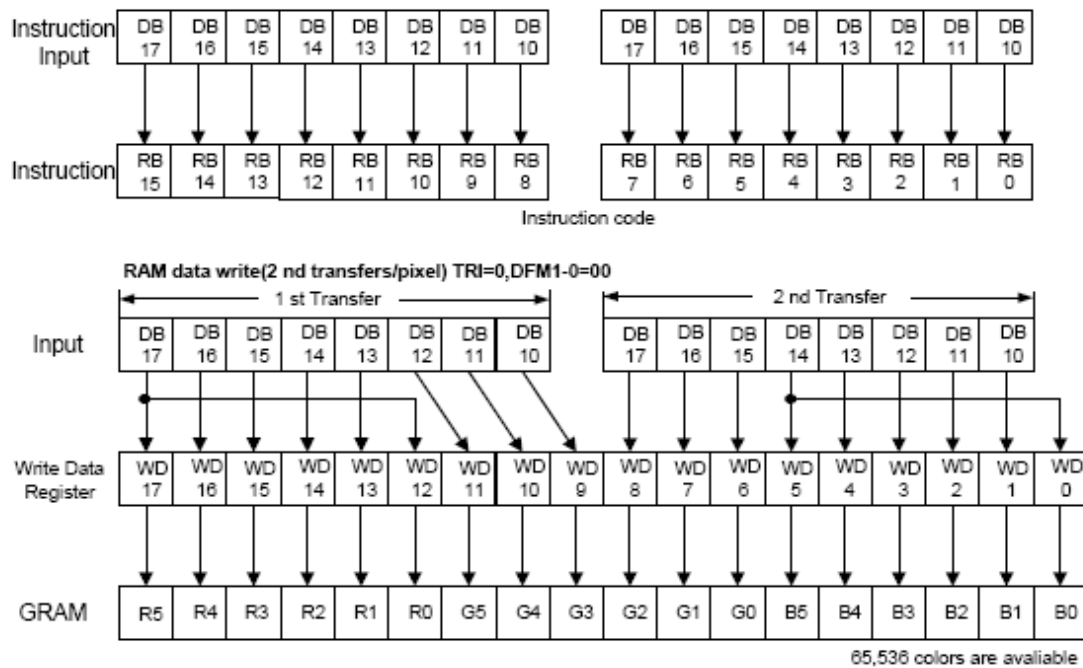 Instruction Input DB 17 DB 16 DB 15 DB 14 DB 13 DB 12 DB 11 DB 10 DB 17 DB 16 DB 15 DB 14 DB 13 DB 12 DB 11 DB 10
Instruction RB 15 RB 14 RB 13 RB 12 RB 11 RB 10 RB 9 RB 8 RB 7 RB 6 RB 5 RB 4 RB 3 RB 2 RB 1 RB 0
Instruction code
RAM data write(2 nd transfers/pixel) TRI=0,DFM1-0=00
1 st Transfer 2 nd Transfer
Input DB 17 DB 16 DB 15 DB 14 DB 13 DB 12 DB 11 DB 10 DB 17 DB 16 DB 15 DB 14 DB 13 DB 12 DB 11 DB 10
Write Data Register WD 17 WD 16 WD 15 WD 14 WD 13 WD 12 WD 11 WD 10 WD 9 WD 8 WD 7 WD 6 WD 5 WD 4 WD 3 WD 2 WD 1 WD 0
GRAM R5 R4 R3 R2 R1 R0 G5 G4 G3 G2 G1 G0 B5 B4 B3 B2 B1 B0
65,536 colors are avaliable